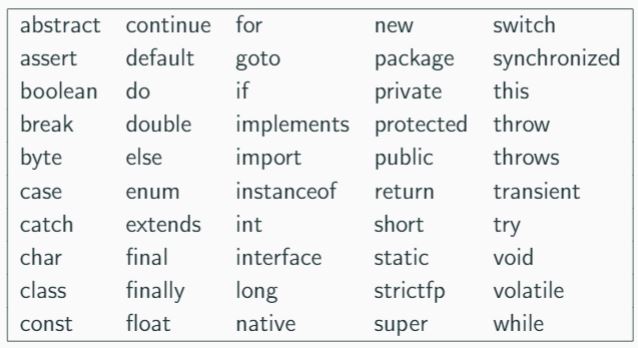 abstract continue for new switch
assert default goto package synchronized
boolean do if private this
break double implements protected throw
byte else import public throws
case enum instanceof return transient
catch extends int short try
char final interface static void
class finally long strictfp volatile
const float native super while